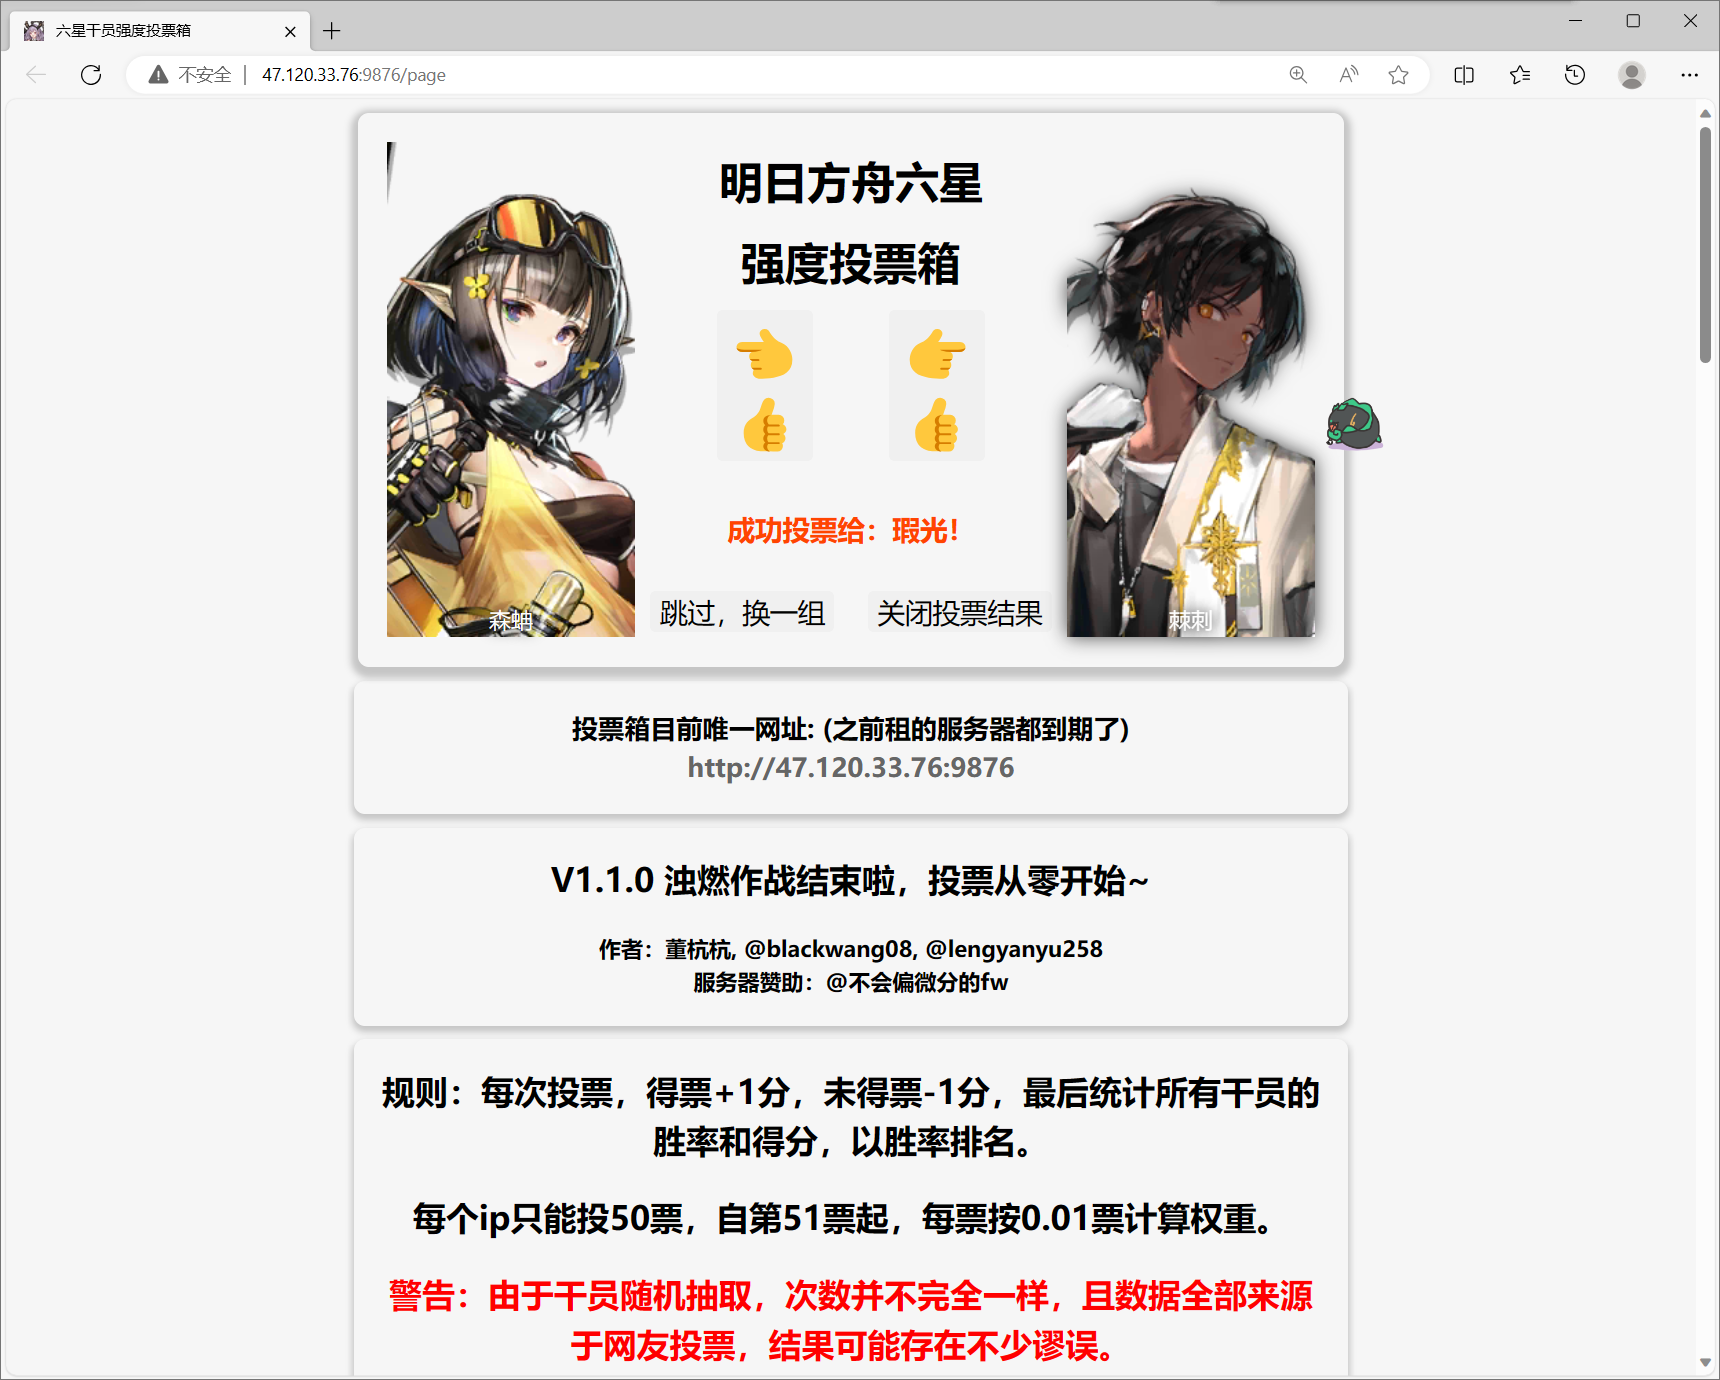 六星干员强度投票箱
不安全 | 47.120.33.76:9876/page
明日方舟六星
强度投票箱
成功投票给：瑕光！
跳过，换一组
关闭投票结果
森蚺
棘刺
投票箱目前唯一网址: (之前租的服务器都到期了)
http://47.120.33.76:9876
V1.1.0 浊燃作战结束啦，投票从零开始~
作者：董杭杭, @blackwang08, @lengyanyu258
服务器赞助：@不会偏微分的fw
规则：每次投票，得票+1分，未得票-1分，最后统计所有干员的
胜率和得分，以胜率排名。
每个ip只能投50票，自第51票起，每票按0.01票计算权重。
警告：由于干员随机抽取，次数并不完全一样，且数据全部来源
于网友投票，结果可能存在不少谬误。